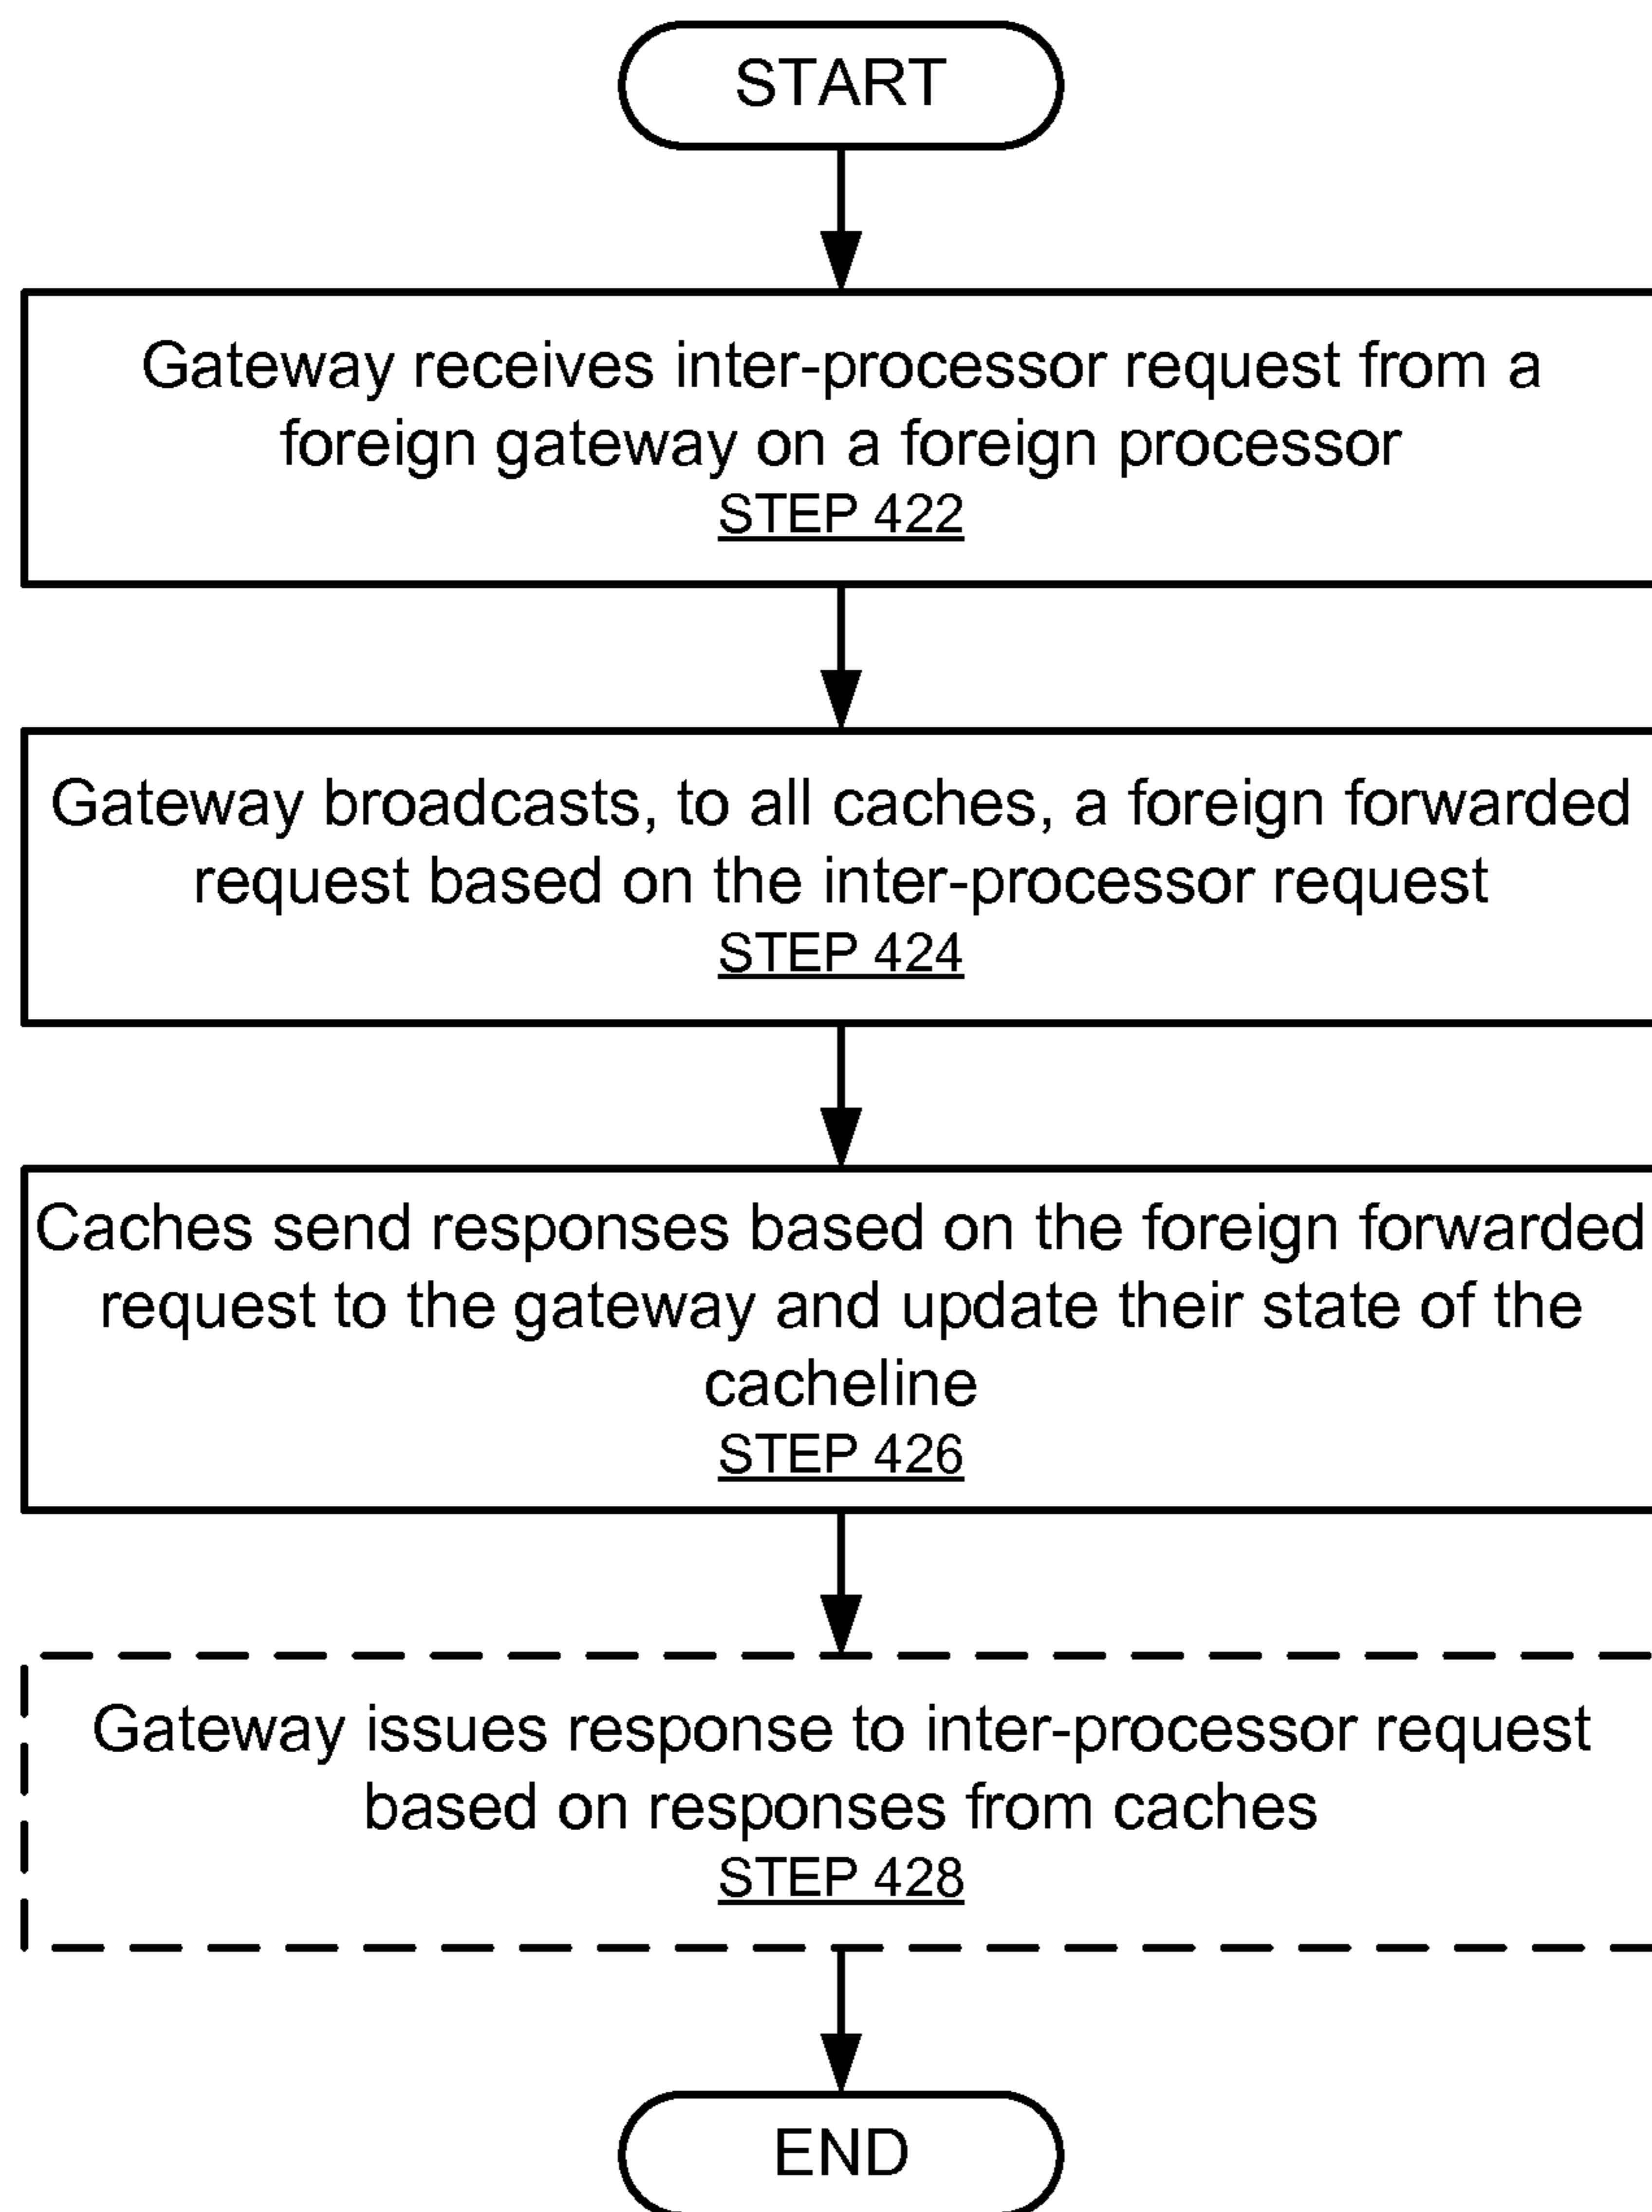 START
Gateway receives inter-processor request from a
foreign gateway on a foreign processor
STEP 422
Gateway broadcasts, to all caches, a foreign forwarded
request based on the inter-processor request
STEP 424
Caches send responses based on the foreign forwarded
request to the gateway and update their state of the
cacheline
STEP 426
Gateway issues response to inter-processor request
based on responses from caches
STEP 428
END